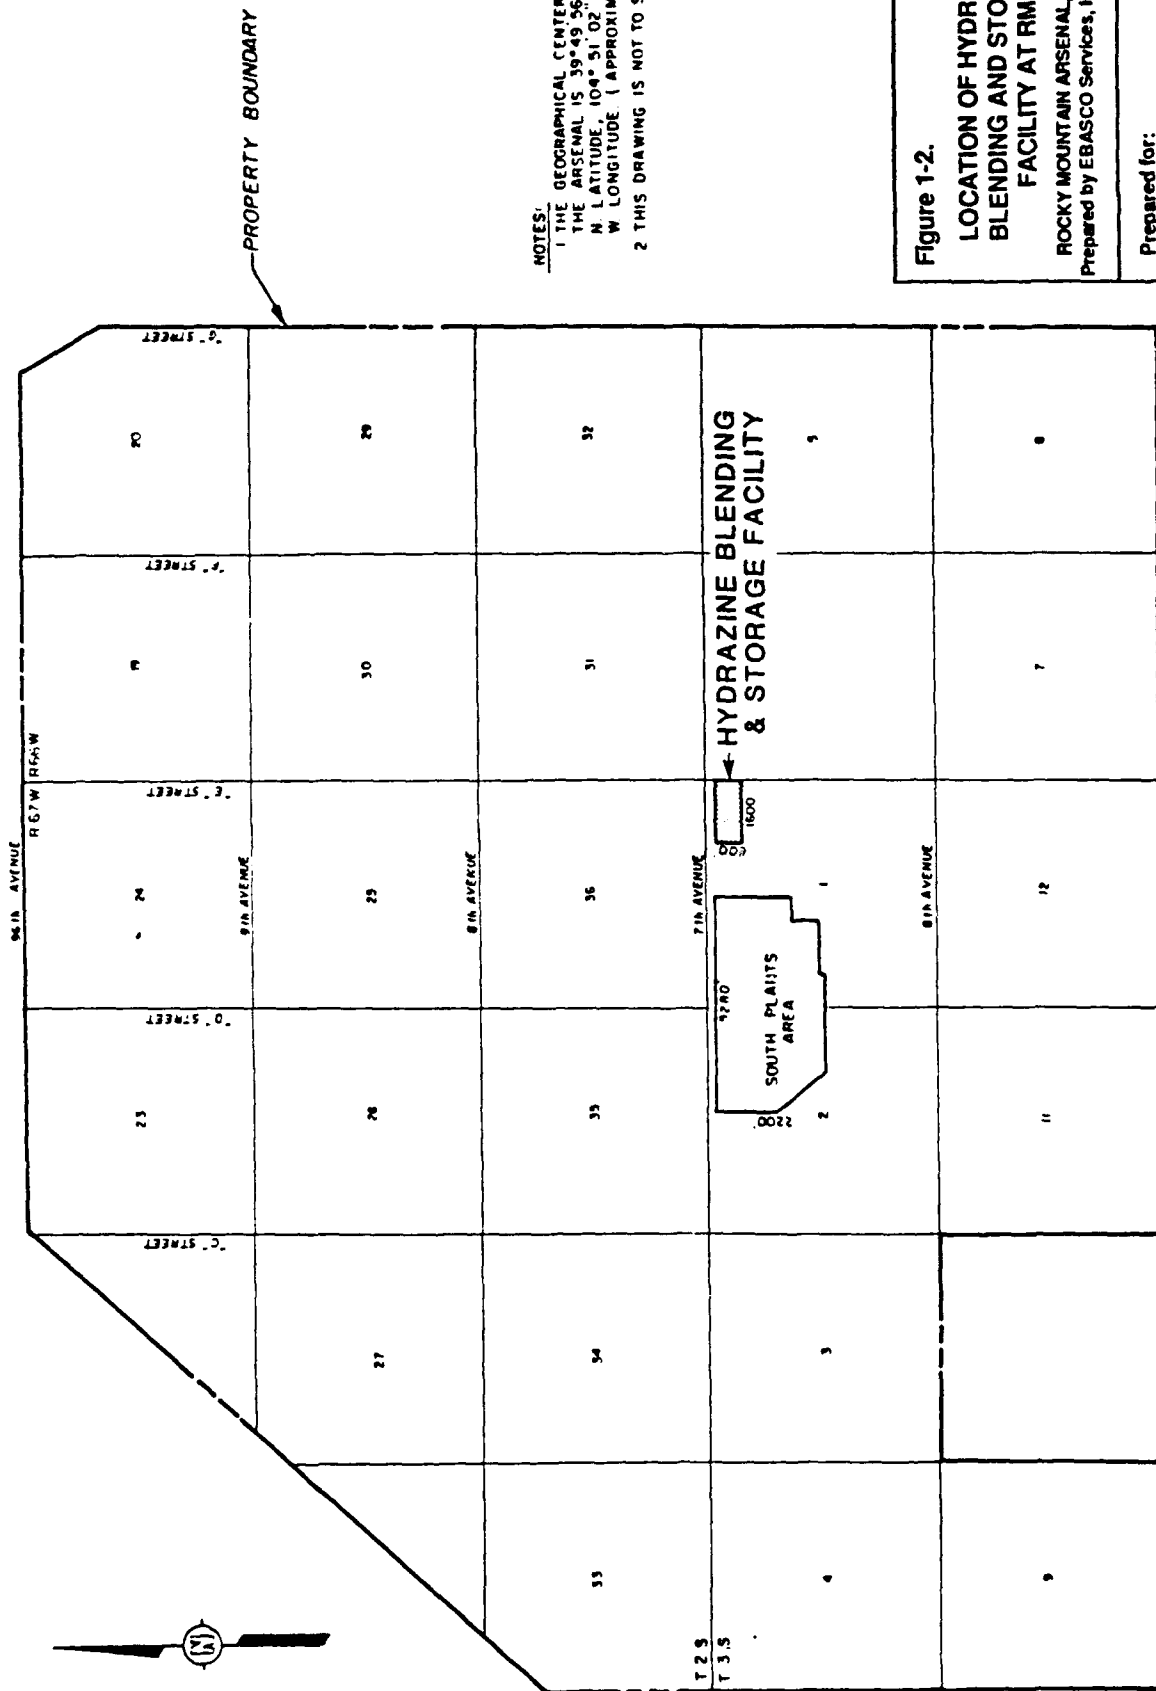 96th AVENUE
R 67 W
R 66 W
"C" STREET
"D" STREET
"E" STREET
"F" STREET
"G" STREET
PROPERTY BOUNDARY
23
24
19
20
9th AVENUE
27
26
25
30
29
8th AVENUE
33
34
35
36
31
32
T 2 S
T 3 S
7th AVENUE
5280'
2200'
SOUTH PLANTS
AREA
600'
1600
HYDRAZINE BLENDING
& STORAGE FACILITY
4
3
2
1
5
6th AVENUE
9
11
12
7
8
NOTES:
1 THE GEOGRAPHICAL CENTER
THE ARSENAL IS 39° 49' 56
N. LATITUDE, 104° 51' 02"
W LONGITUDE. (APPROXIM
2 THIS DRAWING IS NOT TO S
Figure 1-2.
LOCATION OF HYDR
BLENDING AND STO
FACILITY AT RM
ROCKY MOUNTAIN ARSENAL,
Prepared by EBASCO Services,
Prepared for: